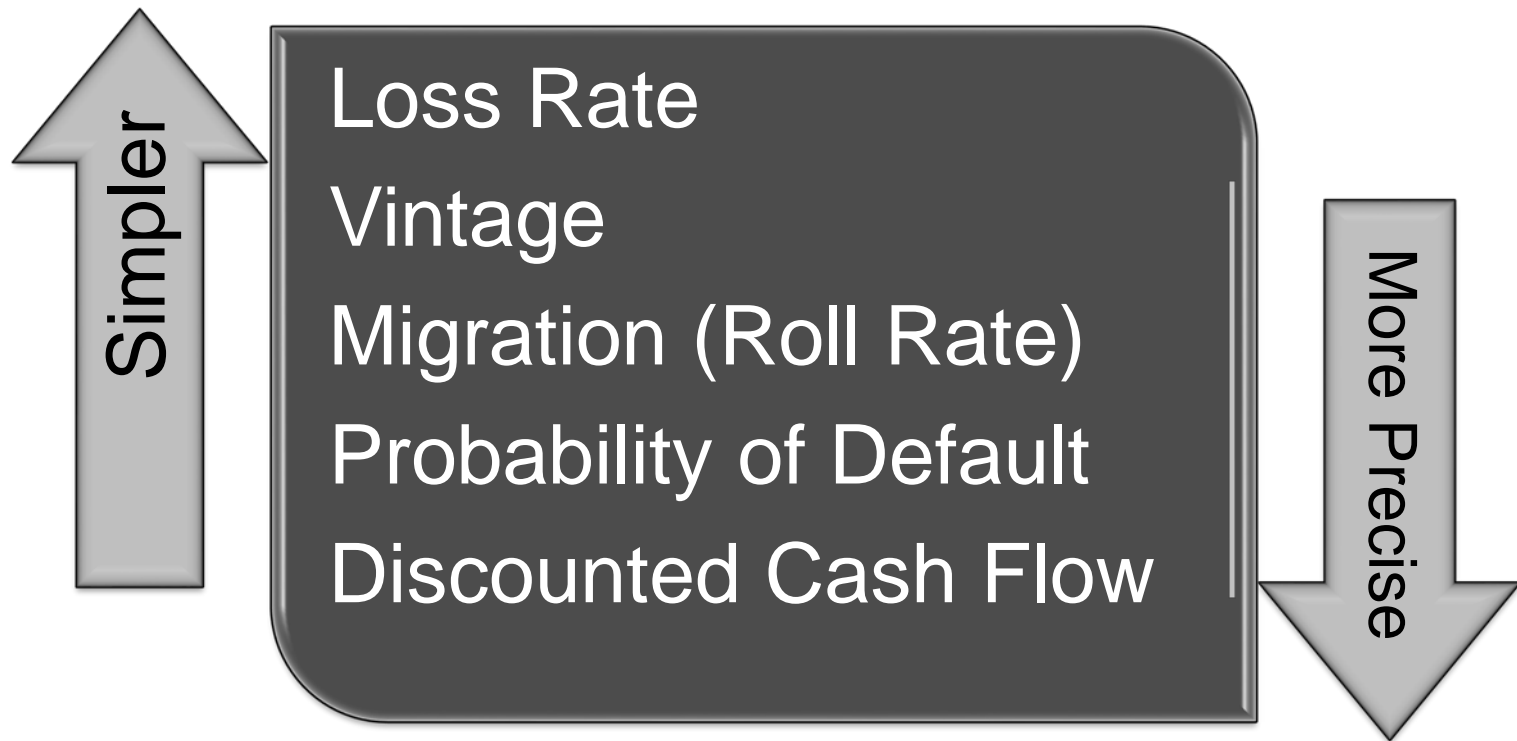 Simpler
Loss Rate
Vintage
Migration (Roll Rate)
Probability of Default
Discounted Cash Flow
More Precise